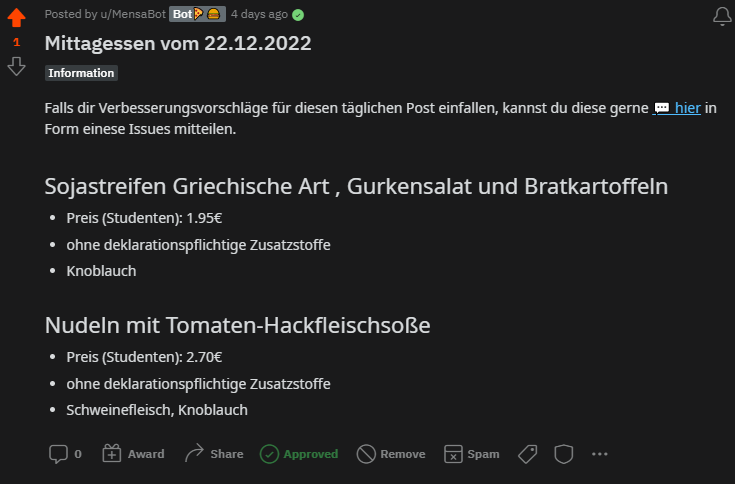 Posted by u/MensaBot Bot🍕🍔 4 days ago
1
Mittagessen vom 22.12.2022
Information
Falls dir Verbesserungsvorschläge für diesen täglichen Post einfallen, kannst du diese gerne 💬 hier in
Form einese Issues mitteilen.
Sojastreifen Griechische Art , Gurkensalat und Bratkartoffeln
• Preis (Studenten): 1.95€
• ohne deklarationspflichtige Zusatzstoffe
• Knoblauch
Nudeln mit Tomaten-Hackfleischsoße
• Preis (Studenten): 2.70€
• ohne deklarationspflichtige Zusatzstoffe
• Schweinefleisch, Knoblauch
0 Award Share Approved Remove Spam